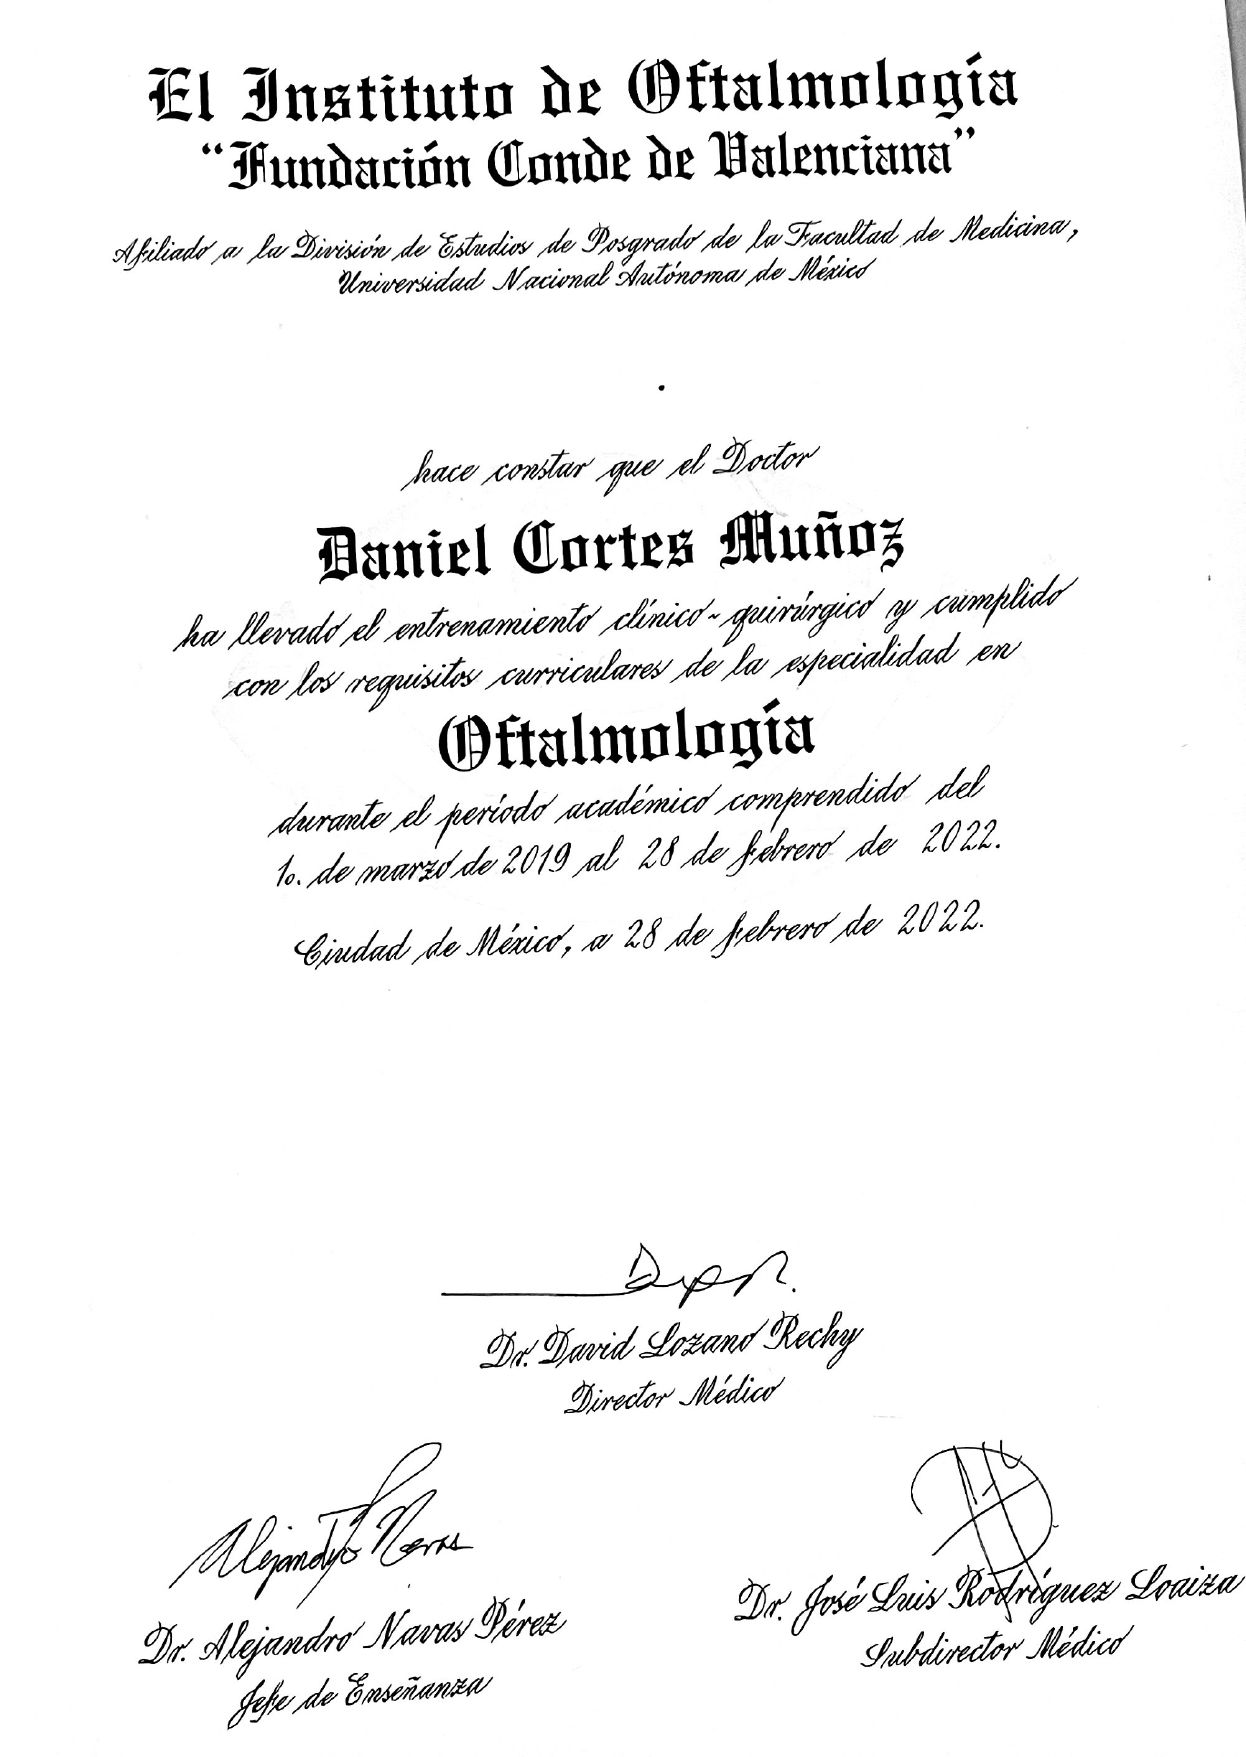 El Instituto de Oftalmología
“Fundación Conde de Valenciana”
Afiliado a la División de Estudios de Posgrado de la Facultad de Medicina,
Universidad Nacional Autónoma de México
hace constar que el Doctor
Daniel Cortes Muñoz
ha llevado el entrenamiento clínico-quirúrgico y cumplido
con los requisitos curriculares de la especialidad en
Oftalmología
durante el período académico comprendido del
1o. de marzo de 2019 al 28 de febrero de 2022.
Ciudad de México, a 28 de febrero de 2022.
Dr. David Lozano Rechy
Director Médico
Alejandro Navas
Dr. Alejandro Navas Pérez
Jefe de Enseñanza
Dr. José Luis Rodríguez Loaiza
Subdirector Médico